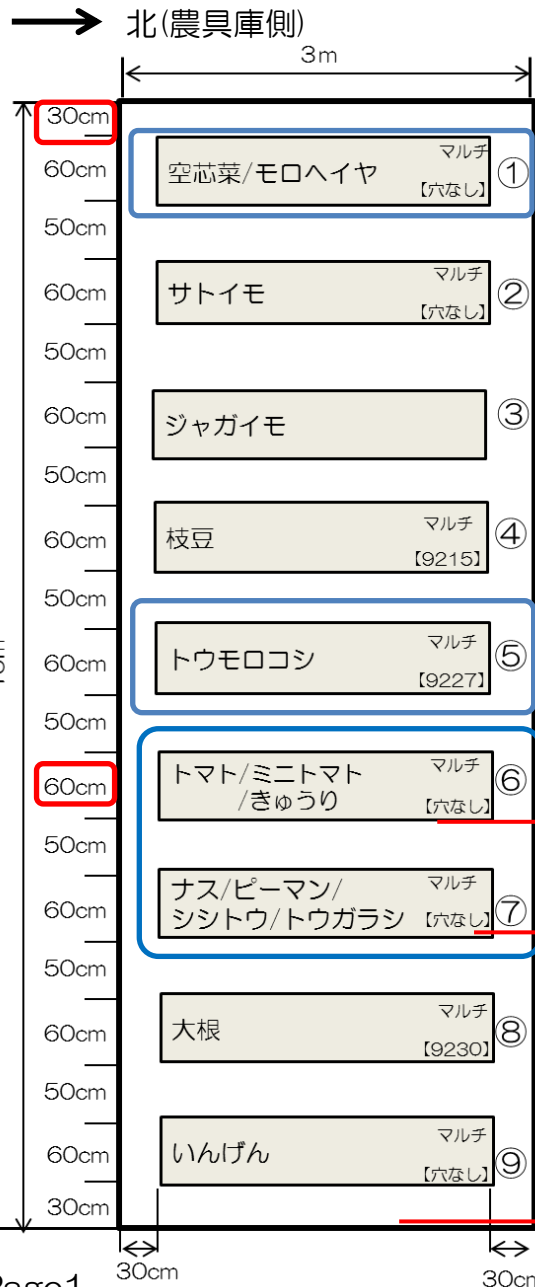 北(農具庫側)
3m
30cm
60cm
空芯菜/モロヘイヤ
マルチ
【穴なし】
①
50cm
60cm
サトイモ
マルチ
【穴なし】
②
50cm
60cm
ジャガイモ
③
50cm
60cm
枝豆
マルチ
【9215】
④
50cm
60cm
トウモロコシ
マルチ
【9227】
⑤
50cm
60cm
トマト/ミニトマト
/きゅうり
マルチ
【穴なし】
⑥
50cm
60cm
ナス/ピーマン/
シシトウ/トウガラシ
マルチ
【穴なし】
⑦
50cm
60cm
大根
マルチ
【9230】
⑧
50cm
60cm
いんげん
マルチ
【穴なし】
⑨
30cm
30cm
30cm